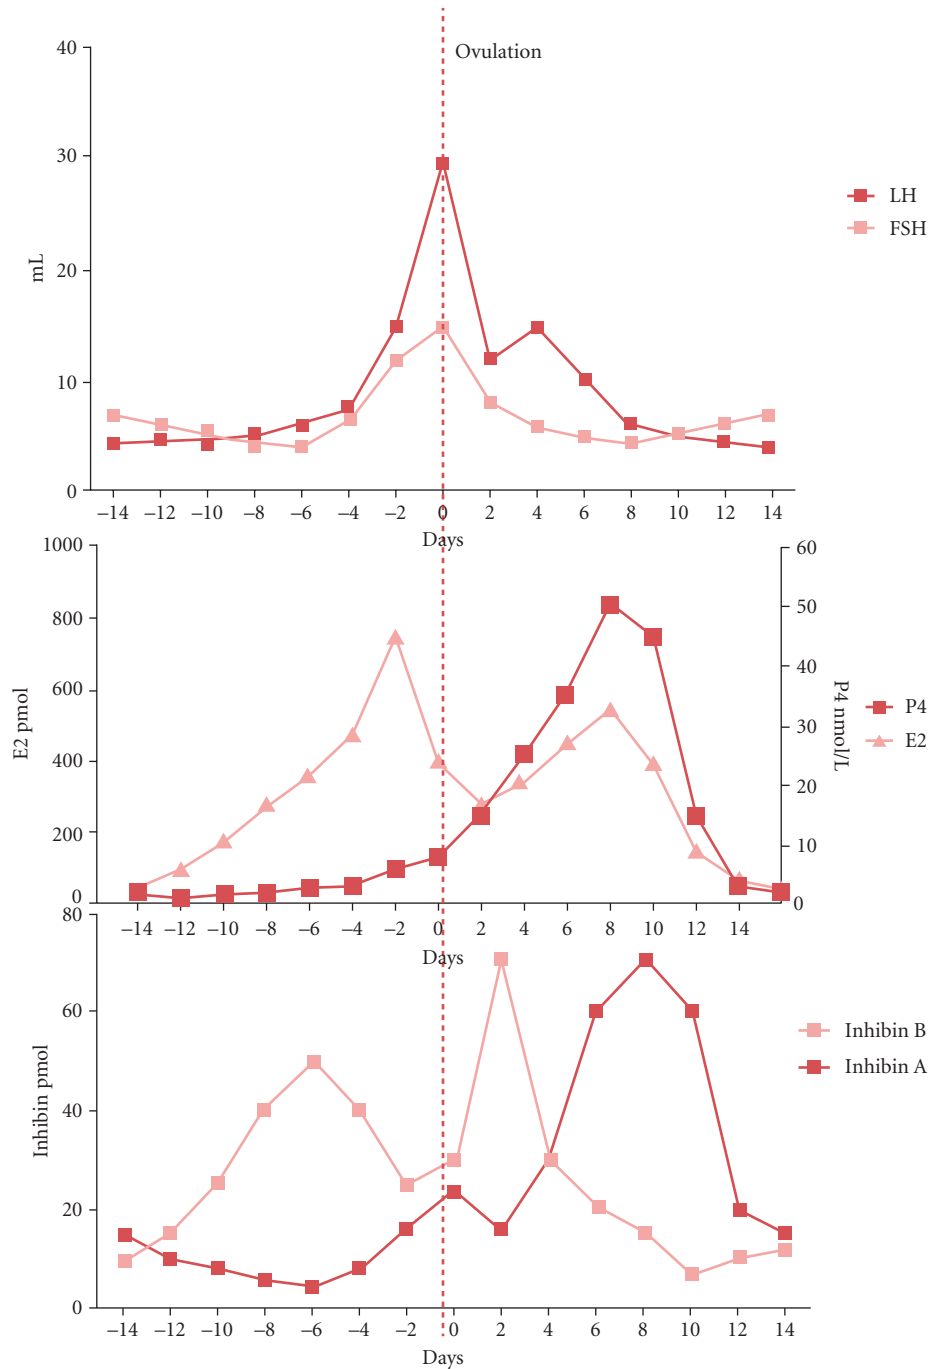 Ovulation
40
30
20
10
0
mL
LH
FSH
–14 –12 –10 –8 –6 –4 –2 0 2 4 6 8 10 12 14
Days
1000
800
600
400
200
0
E2 pmol
60
50
40
30
20
10
0
P4 nmol/L
P4
E2
–14 –12 –10 –8 –6 –4 –2 0 2 4 6 8 10 12 14
Days
80
60
40
20
0
Inhibin pmol
Inhibin B
Inhibin A
–14 –12 –10 –8 –6 –4 –2 0 2 4 6 8 10 12 14
Days